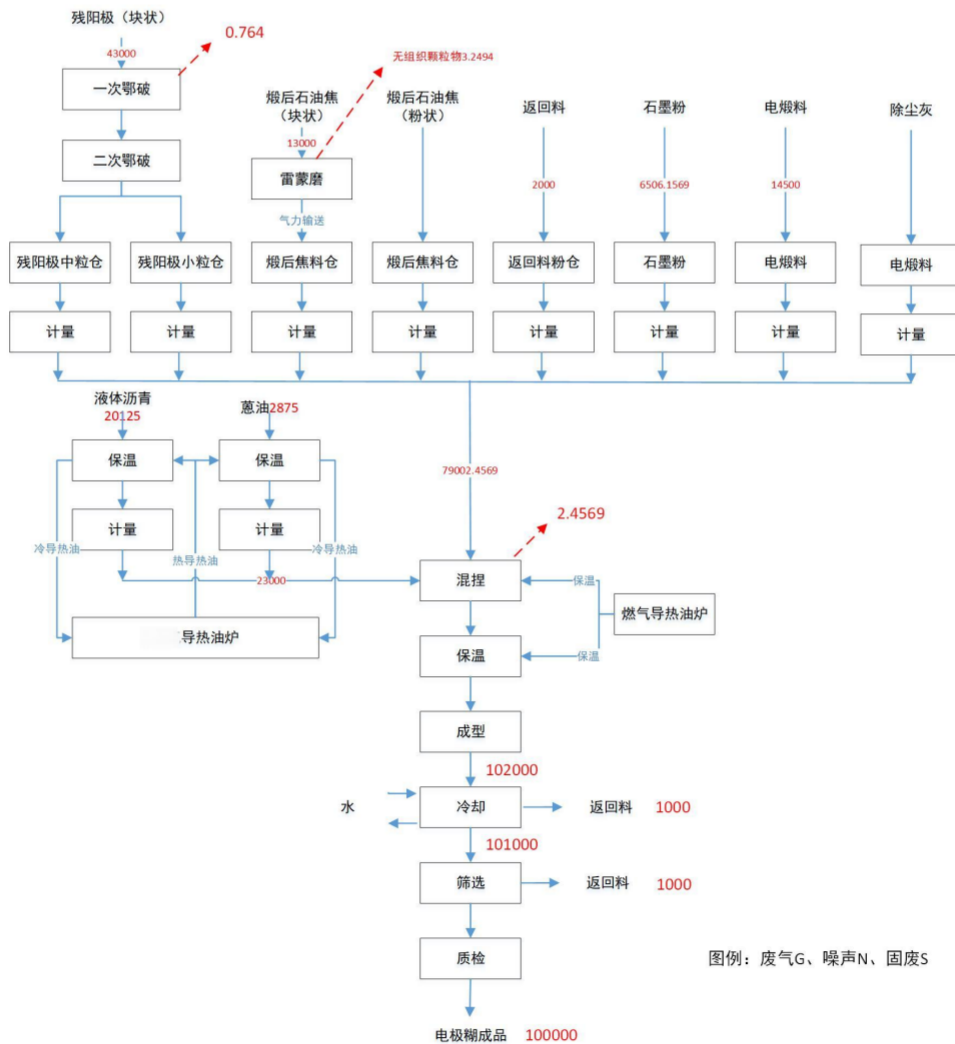 残阳极（块状）
0.764
43000
无组织颗粒物3.2494
一次鄂破
煅后石油焦
（块状）
煅后石油焦
（粉状）
返回料
石墨粉
电煅料
除尘灰
13000
二次鄂破
雷蒙磨
2000
6506.1569
14500
气力输送
残阳极中粒仓
残阳极小粒仓
煅后焦料仓
煅后焦料仓
返回料粉仓
石墨粉
电煅料
电煅料
计量
计量
计量
计量
计量
计量
计量
计量
液体沥青
20125
蒽油2875
保温
保温
79002.4569
计量
计量
2.4569
冷导热油
热导热油
冷导热油
23000
混捏
保温
燃气导热油炉
导热油炉
保温
保温
成型
102000
水
冷却
返回料
1000
101000
筛选
返回料
1000
质检
图例：废气G、噪声N、固废S
电极糊成品
100000